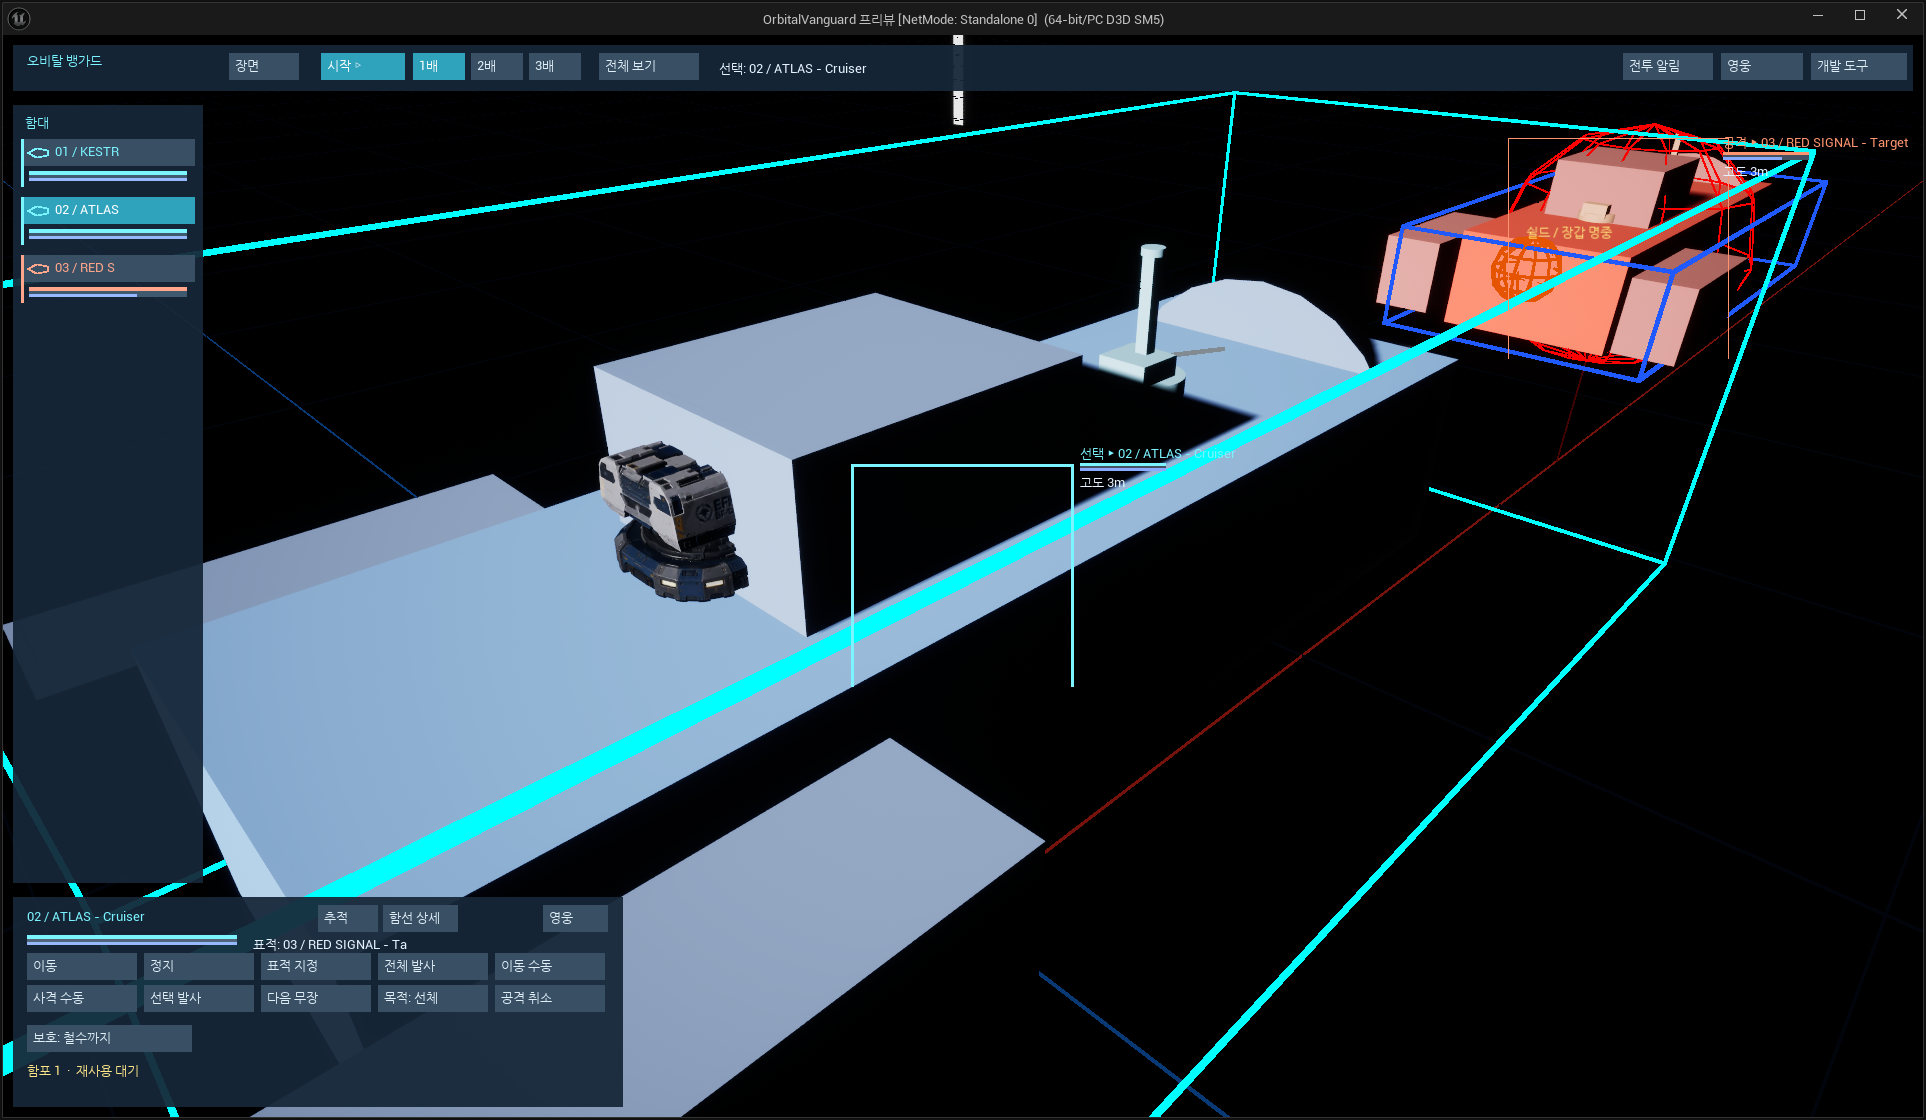 OrbitalVanguard 프리뷰 [NetMode: Standalone 0] (64-bit/PC D3D SM5)
오비탈 뱅가드
장면
시작 ▷
1배
2배
3배
전체 보기
선택: 02 / ATLAS - Cruiser
전투 알림
영웅
개발 도구
함대
01 / KESTR
02 / ATLAS
03 / RED S
공격 ▸ 03 / RED SIGNAL - Target
고도 3m
쉴드 / 장갑 명중
선택 ▸ 02 / ATLAS - Cruiser
고도 3m
02 / ATLAS - Cruiser
추적
함선 상세
영웅
표적: 03 / RED SIGNAL - Ta
이동
정지
표적 지정
전체 발사
이동 수동
사격 수동
선택 발사
다음 무장
목적: 선체
공격 취소
보호: 철수까지
함포 1 · 재사용 대기